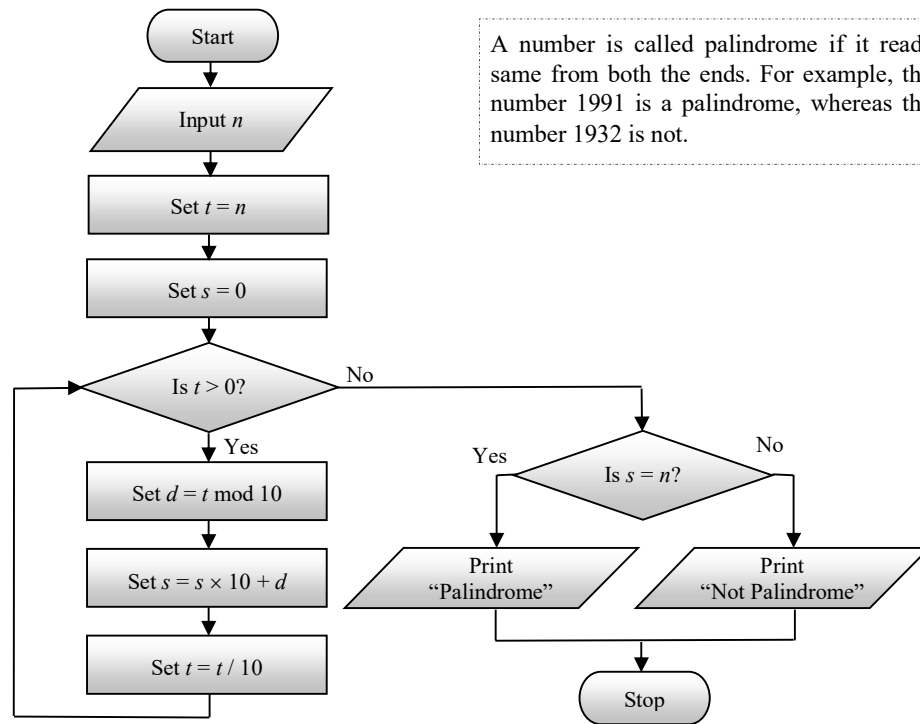 Start
A number is called palindrome if it read
same from both the ends. For example, th
number 1991 is a palindrome, whereas th
number 1932 is not.
Input n
Set t = n
Set s = 0
Is t > 0?
No
Yes
Set d = t mod 10
Set s = s × 10 + d
Set t = t / 10
Is s = n?
Yes
No
Print
“Palindrome”
Print
“Not Palindrome”
Stop